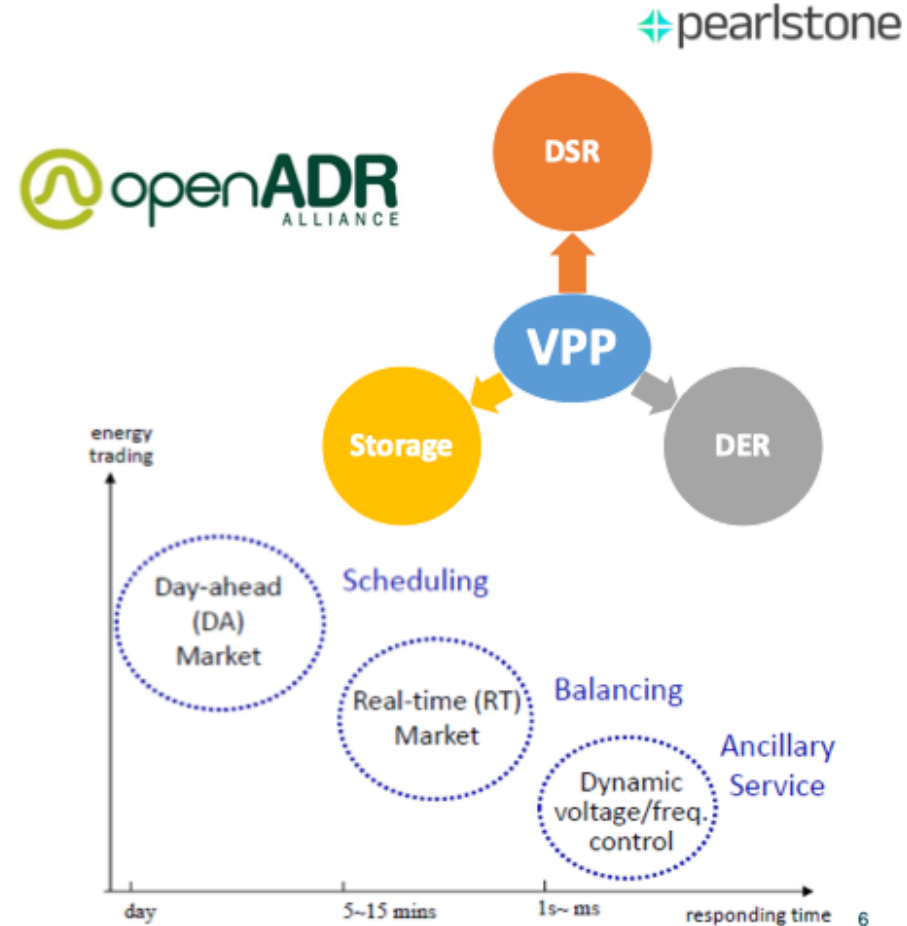 pearlstone
openADR
ALLIANCE
DSR
VPP
Storage
DER
energy
trading
Day-ahead
(DA)
Market
Scheduling
Real-time (RT)
Market
Balancing
Dynamic
voltage/freq.
control
Ancillary
Service
day
5~15 mins
1s~ ms
responding time
6